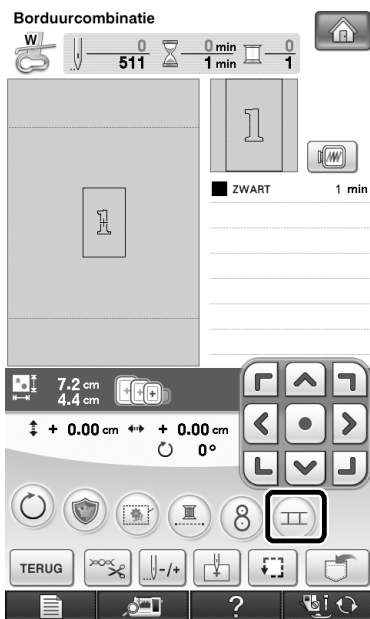 Borduurcombinatie
W
0 0 min 0
511 1 min 1
1
ZWART 1 min
1
7.2 cm
4.4 cm
+ 0.00 cm + 0.00 cm
0°
8
TERUG -/+
?